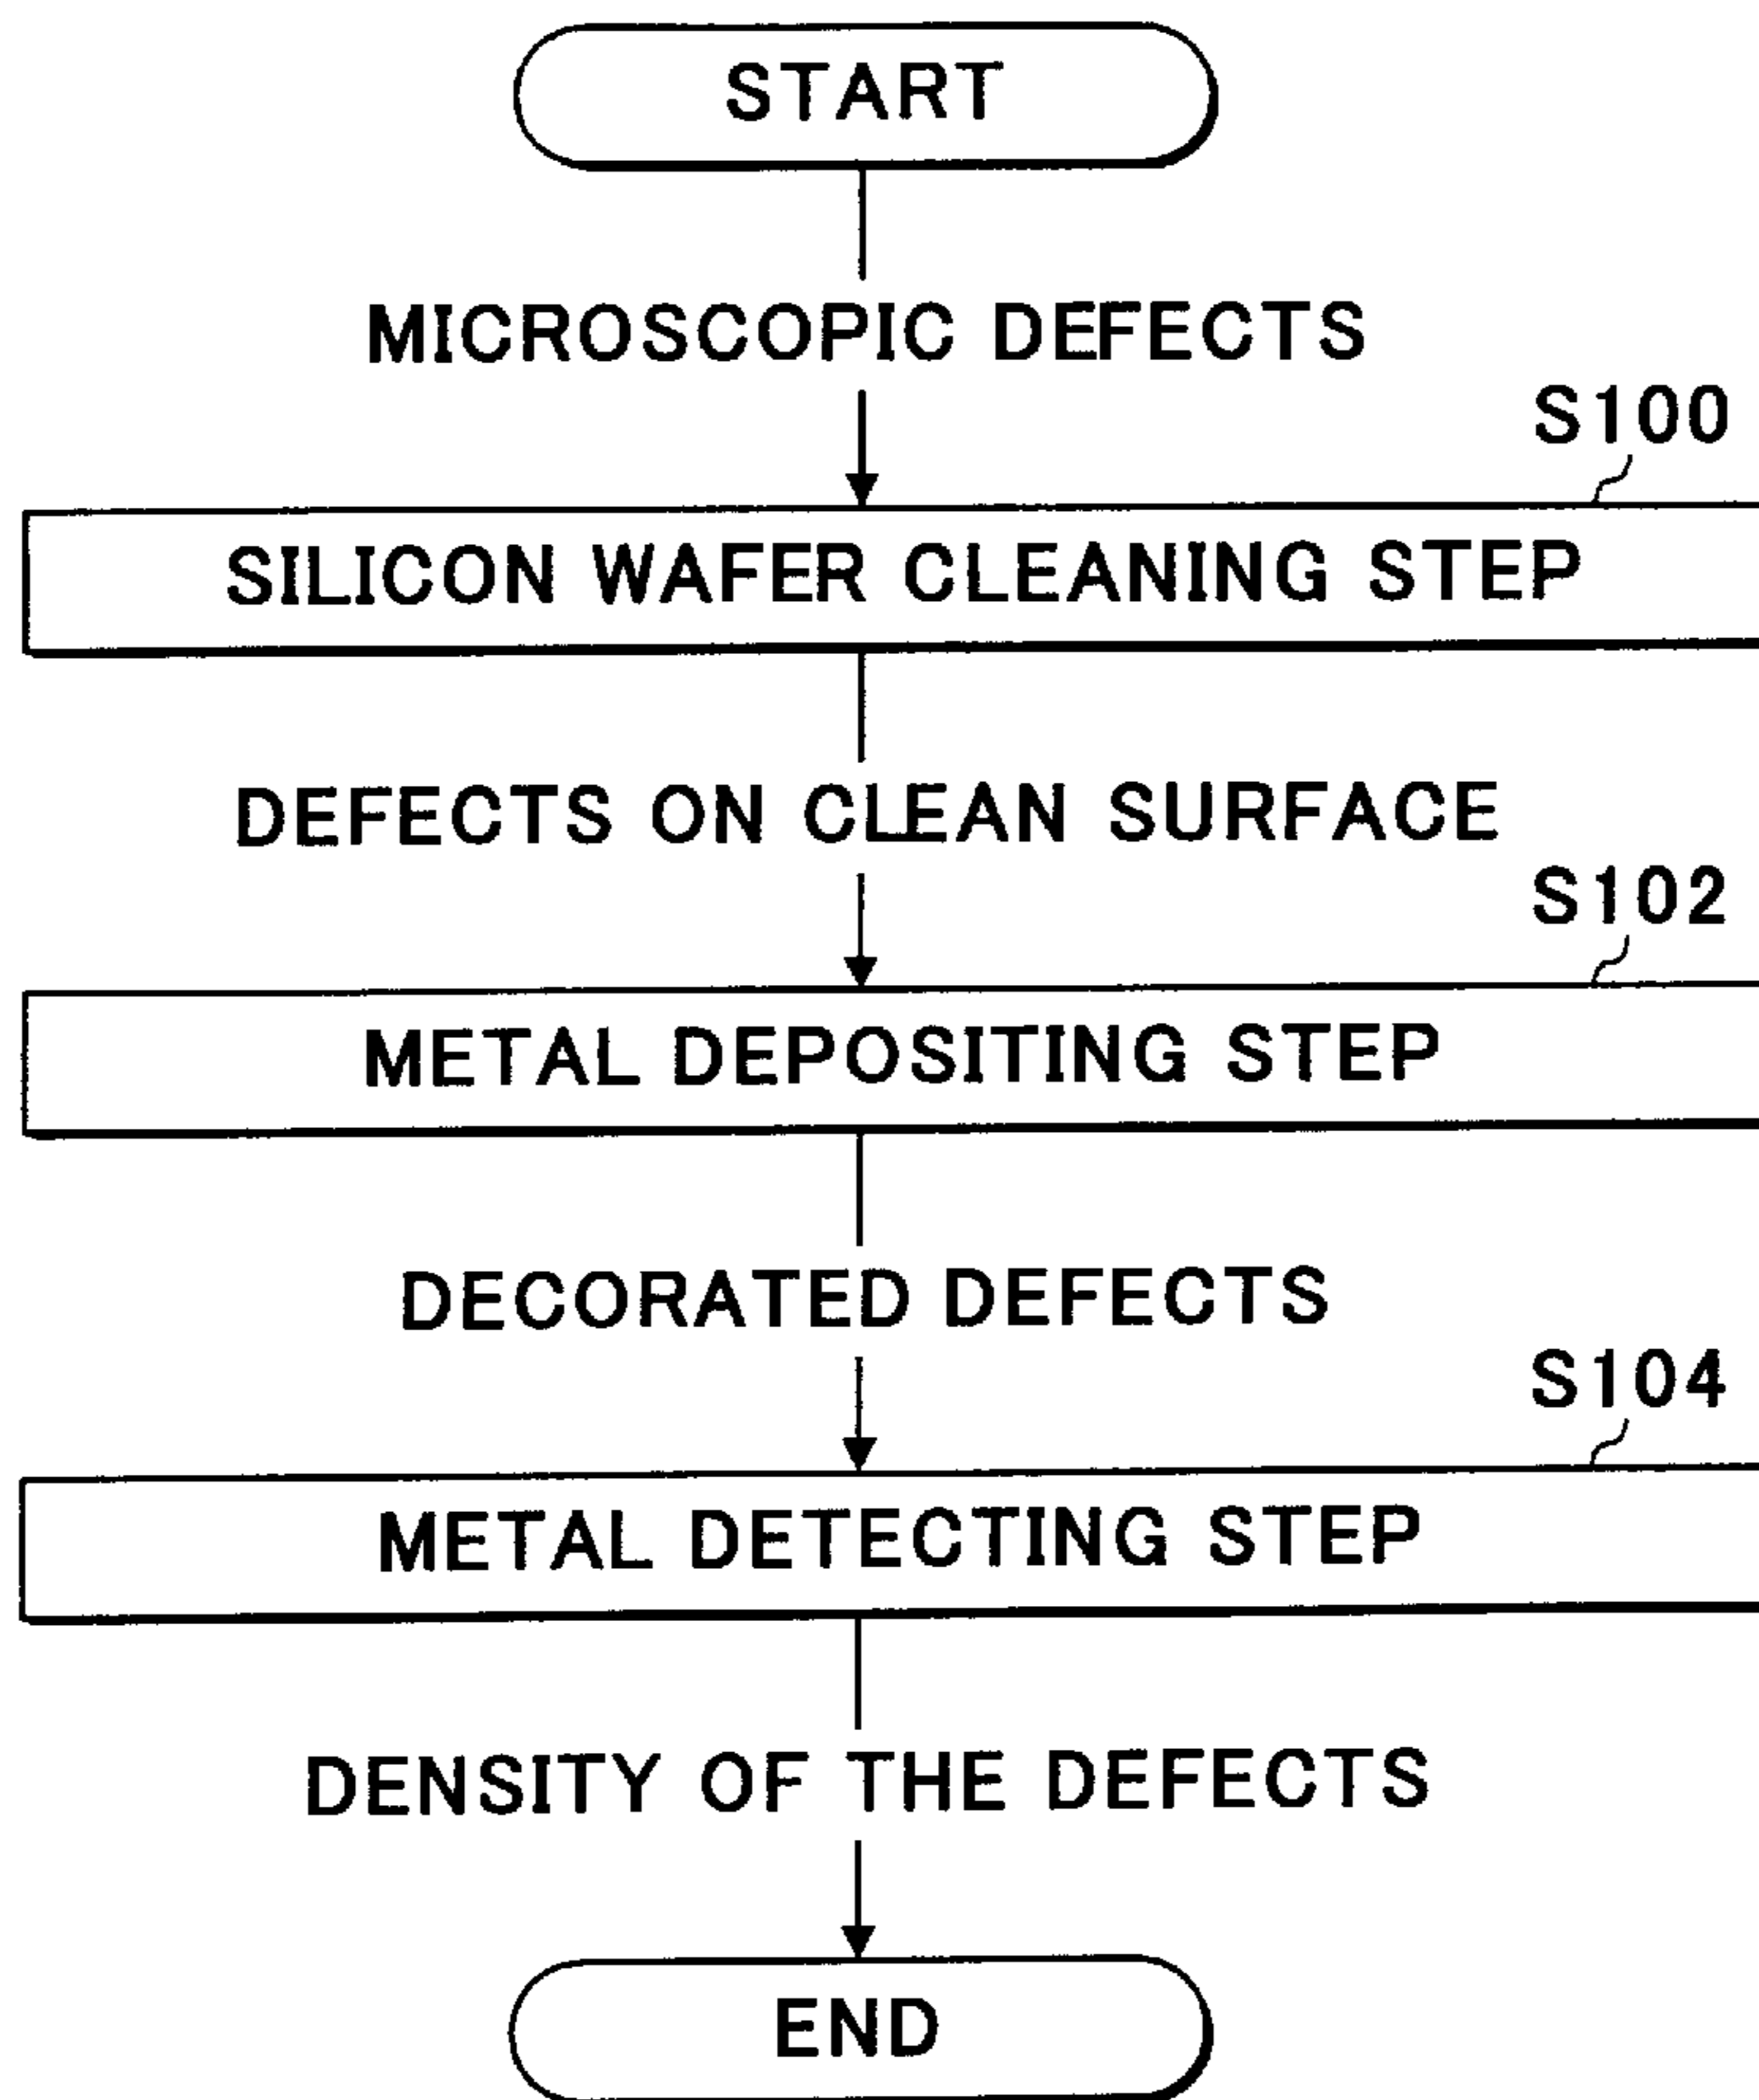 START
MICROSCOPIC DEFECTS
S100
SILICON WAFER CLEANING STEP
DEFECTS ON CLEAN SURFACE
S102
METAL DEPOSITING STEP
DECORATED DEFECTS
S104
METAL DETECTING STEP
DENSITY OF THE DEFECTS
END